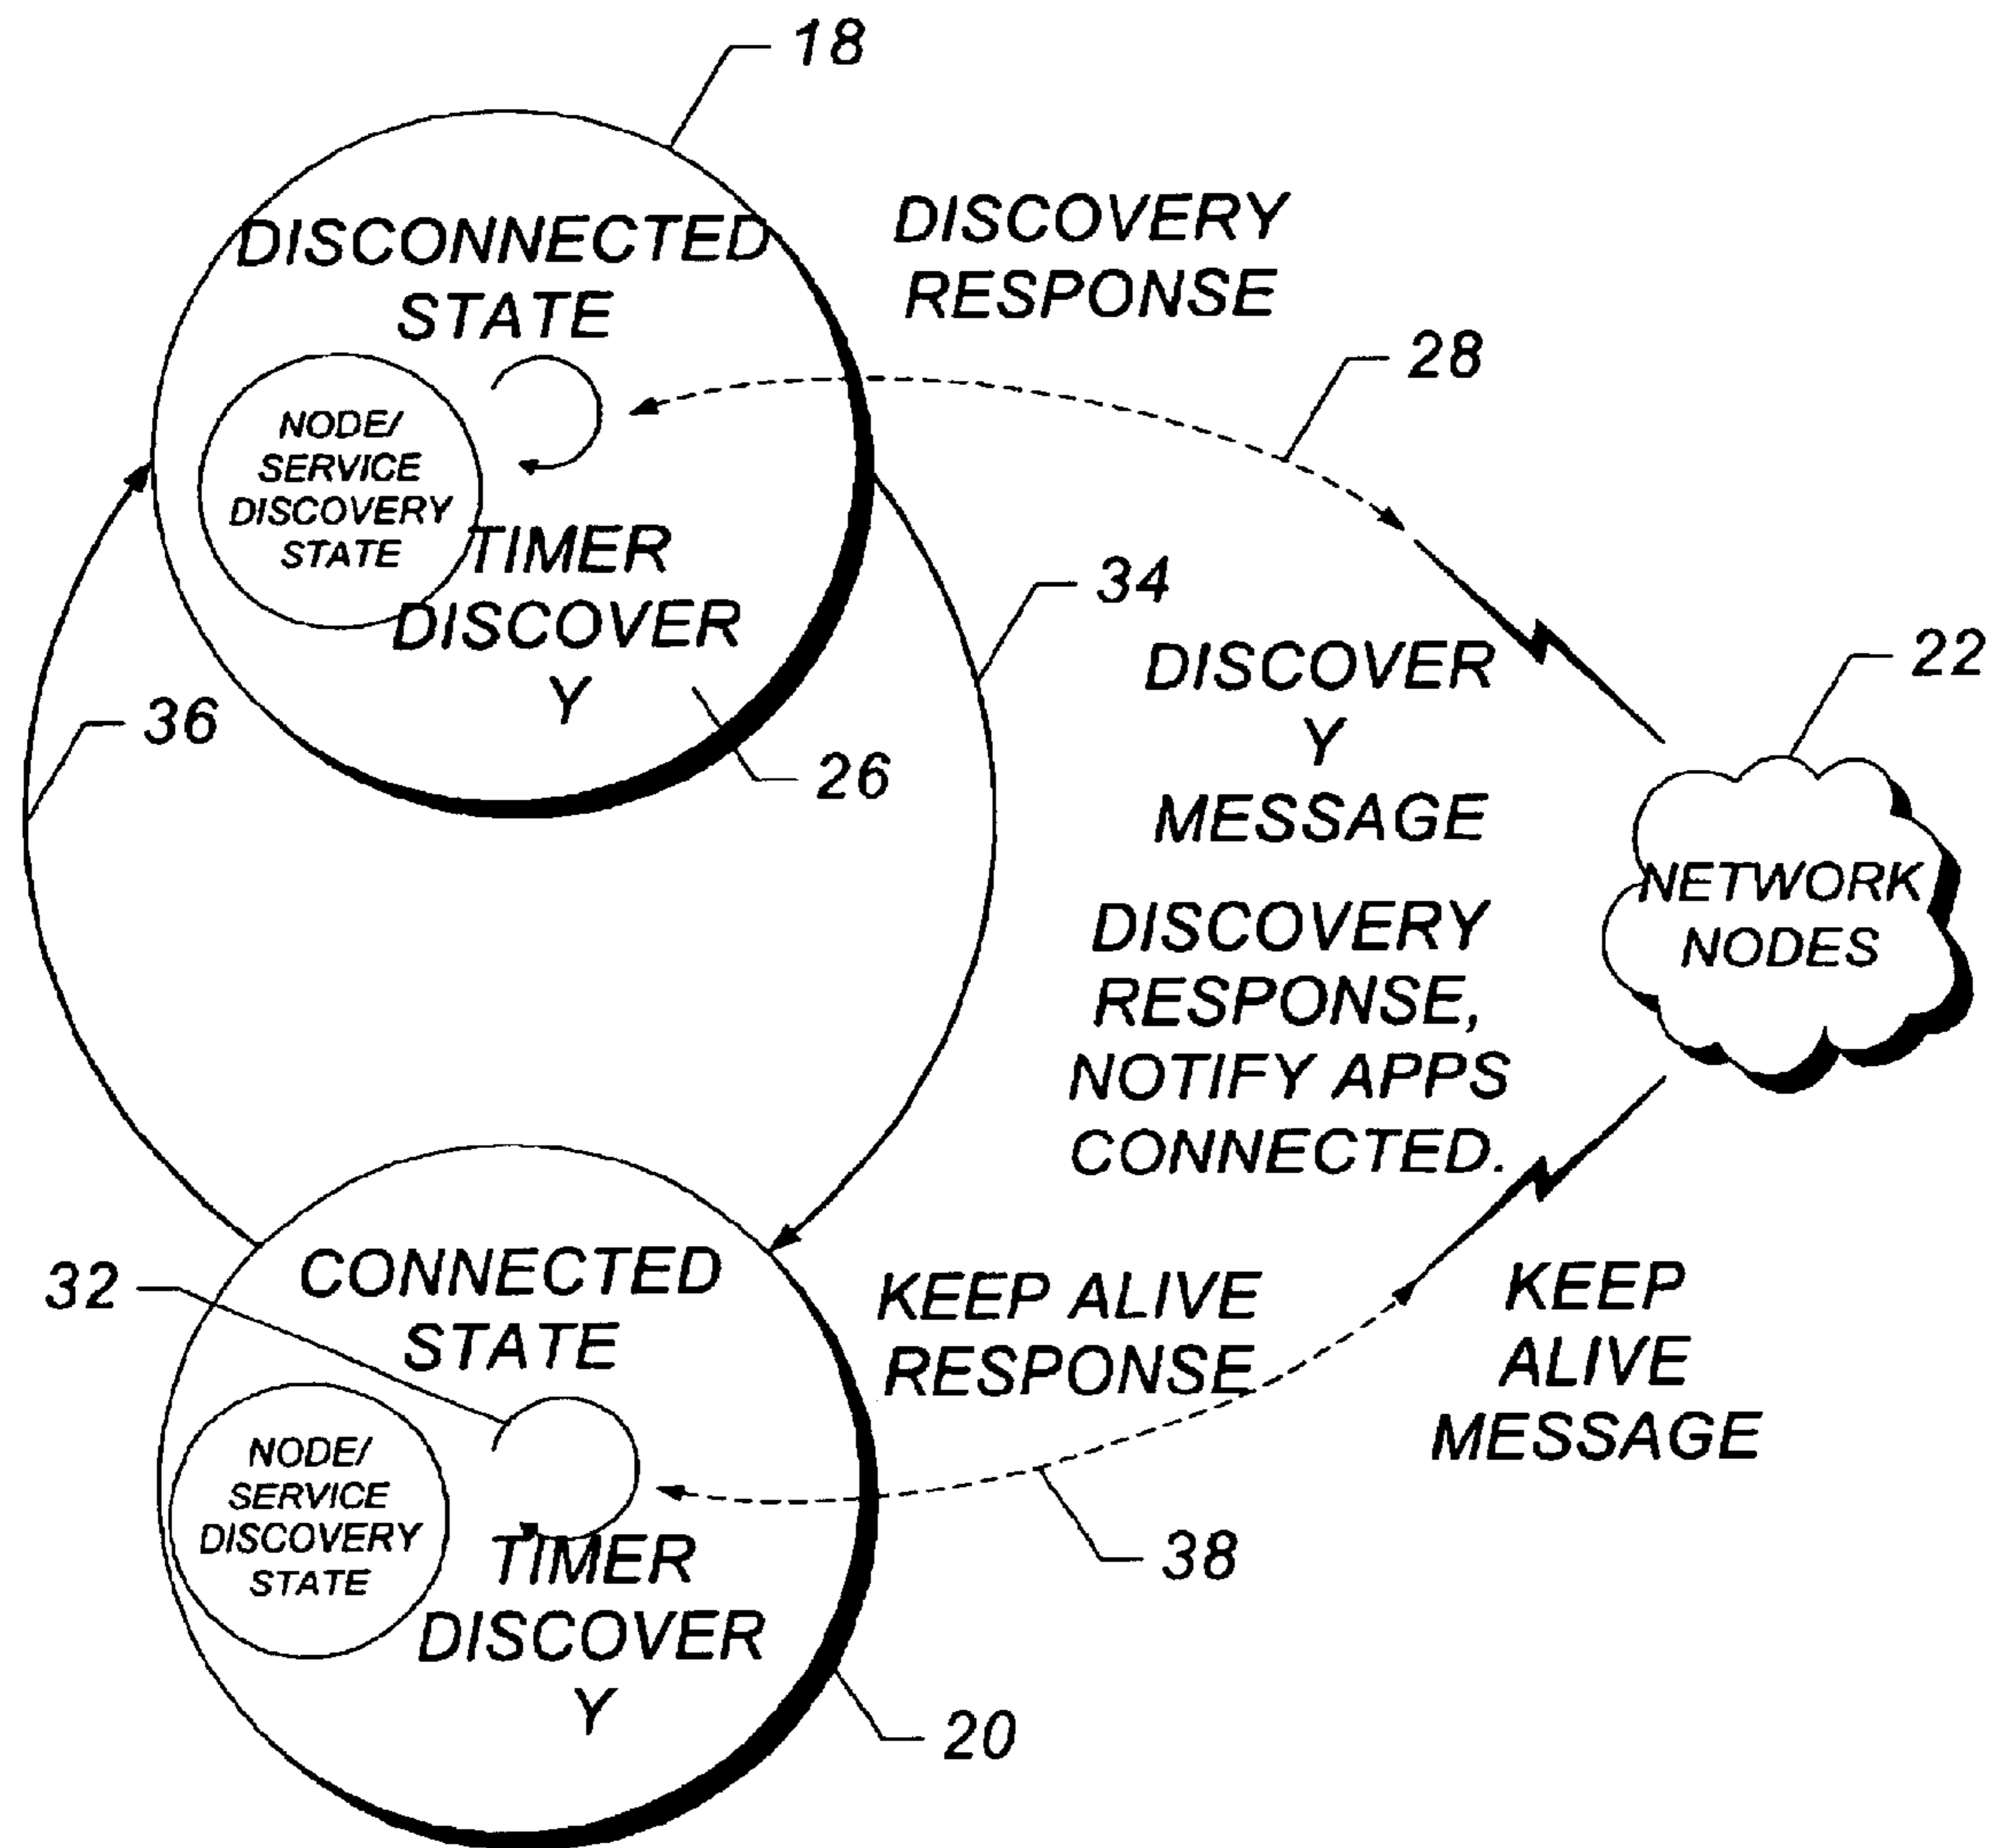 18
DISCONNECTED
STATE
NODE/
SERVICE
DISCOVERY
STATE
TIMER
DISCOVER
Y
26
DISCOVERY
RESPONSE
28
34
36
DISCOVER
Y
MESSAGE
22
NETWORK
NODES
DISCOVERY
RESPONSE,
NOTIFY APPS
CONNECTED.
32
CONNECTED
STATE
NODE/
SERVICE
DISCOVERY
STATE
TIMER
DISCOVER
Y
KEEP ALIVE
RESPONSE
KEEP
ALIVE
MESSAGE
38
20